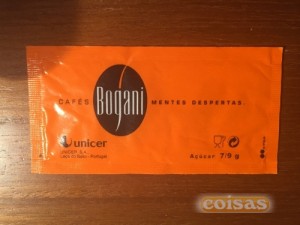 CAFÉS Bogani MENTES DESPERTAS
unicer
Açúcar 7/9 g
coisas